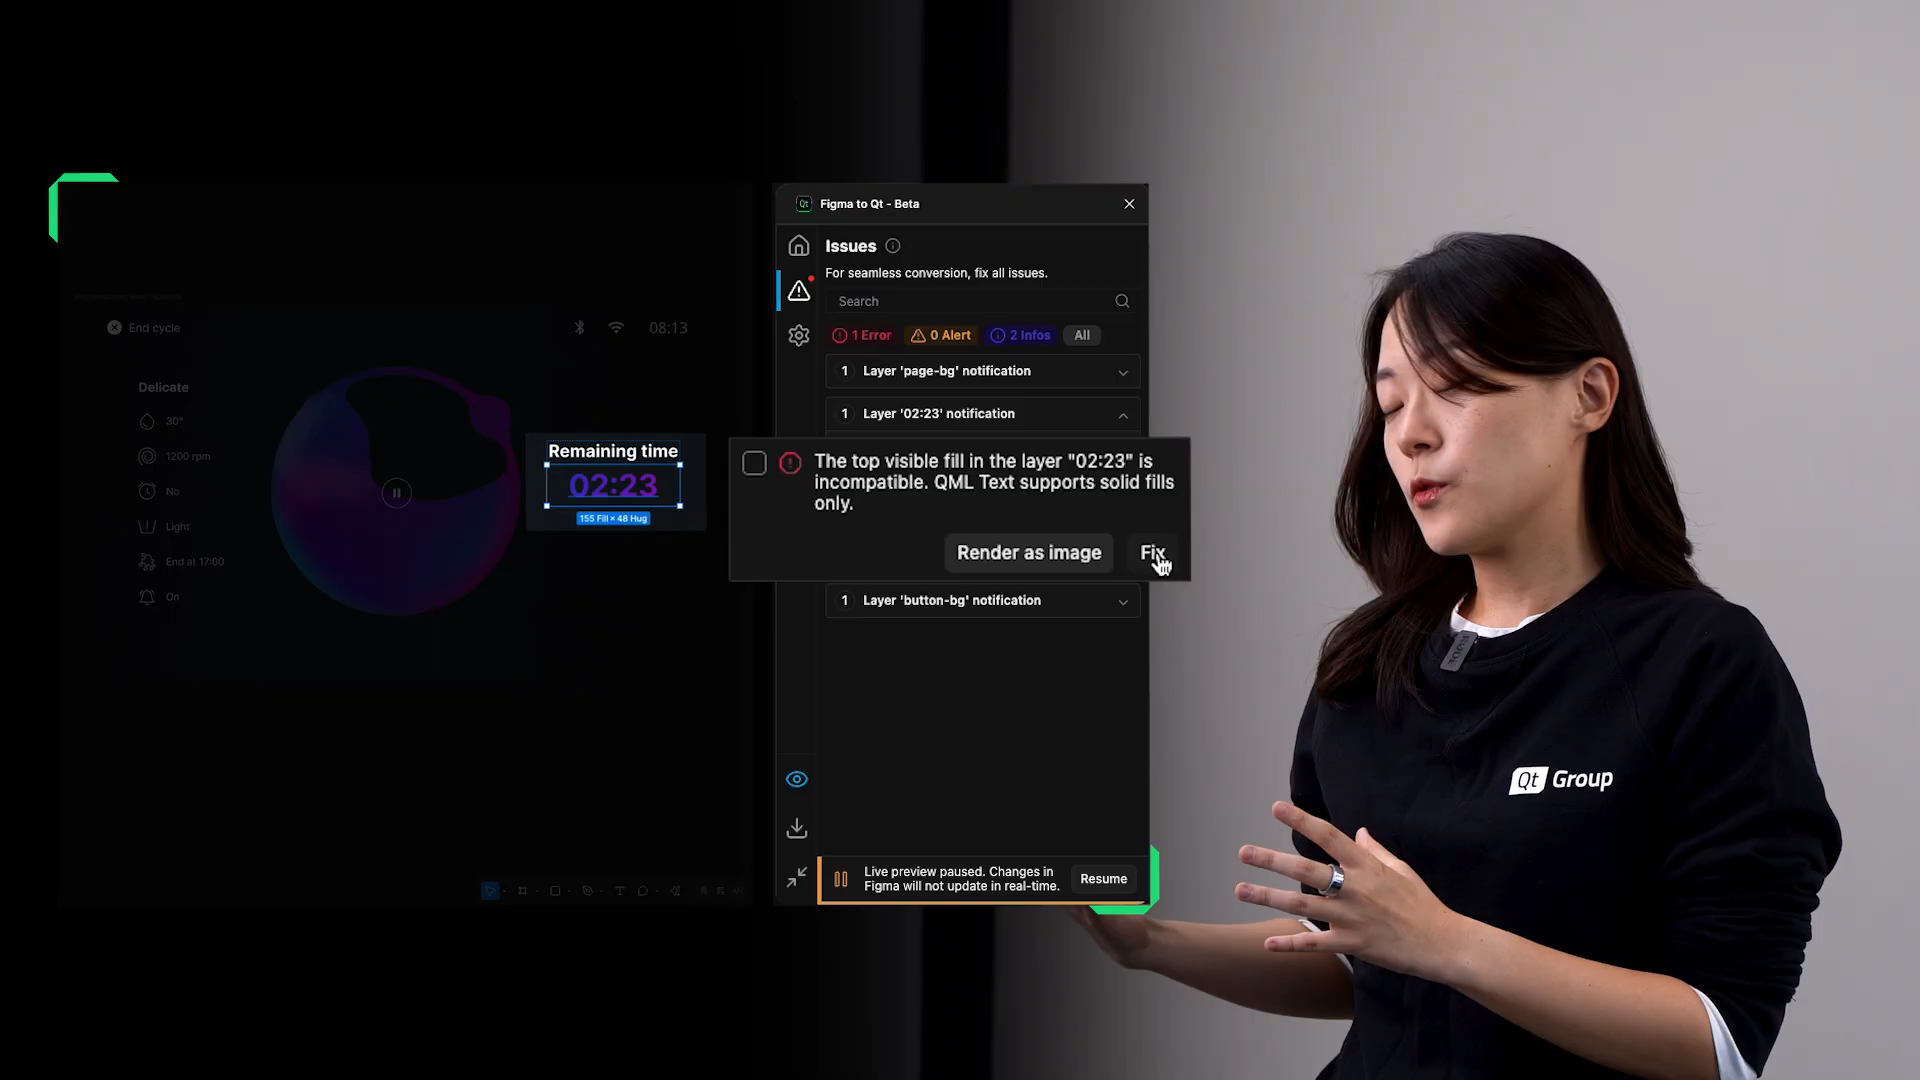 End cycle
08:13
Delicate
30°
1200 rpm
No
Light
End at 17:00
On
Remaining time
02:23
155 Fill × 48 Hug
Qt Figma to Qt - Beta
Issues
For seamless conversion, fix all issues.
Search
1 Error
0 Alert
2 Infos
All
1 Layer 'page-bg' notification
1 Layer '02:23' notification
The top visible fill in the layer "02:23" is
incompatible. QML Text supports solid fills
only.
Render as image
Fix
1 Layer 'button-bg' notification
Live preview paused. Changes in
Figma will not update in real-time.
Resume
RODE
Qt Group